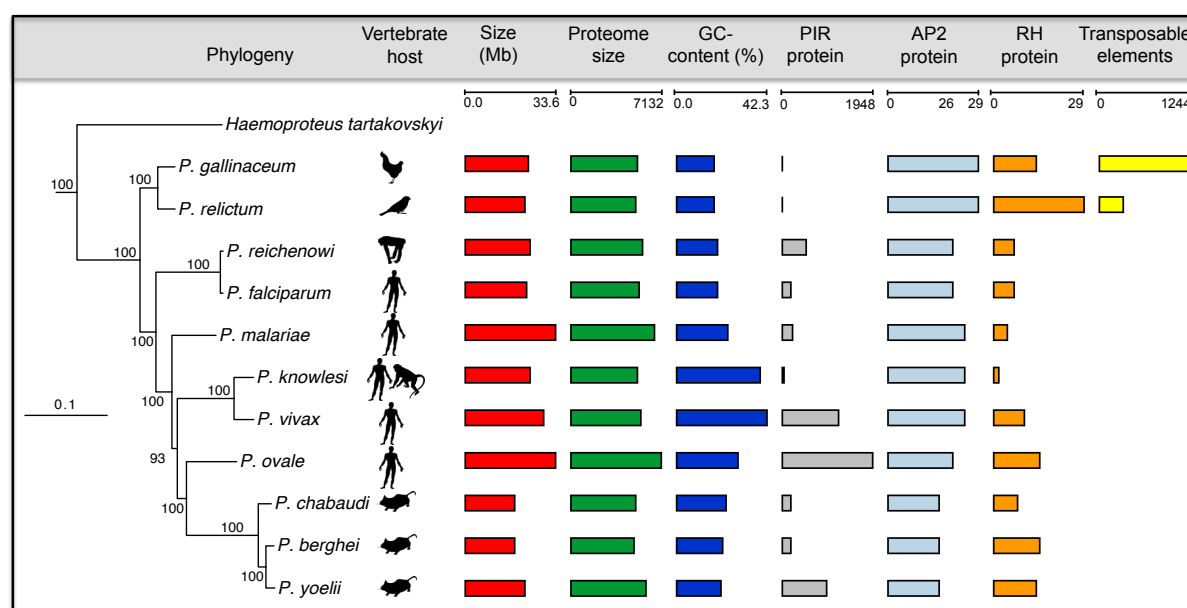 Phylogeny Vertebrate host Size (Mb) Proteome size GC-content (%) PIR protein AP2 protein RH protein Transposable elements
0.0 33.6 0 7132 0.0 42.3 0 1948 0 26 29 0 29 0 1244
Haemoproteus tartakovskyi
P. gallinaceum
100
100
P. relictum
P. reichenowi
100
100
P. falciparum
P. malariae
100
P. knowlesi
100
100
0.1
P. vivax
93
P. ovale
P. chabaudi
100
100
P. berghei
100
P. yoelii